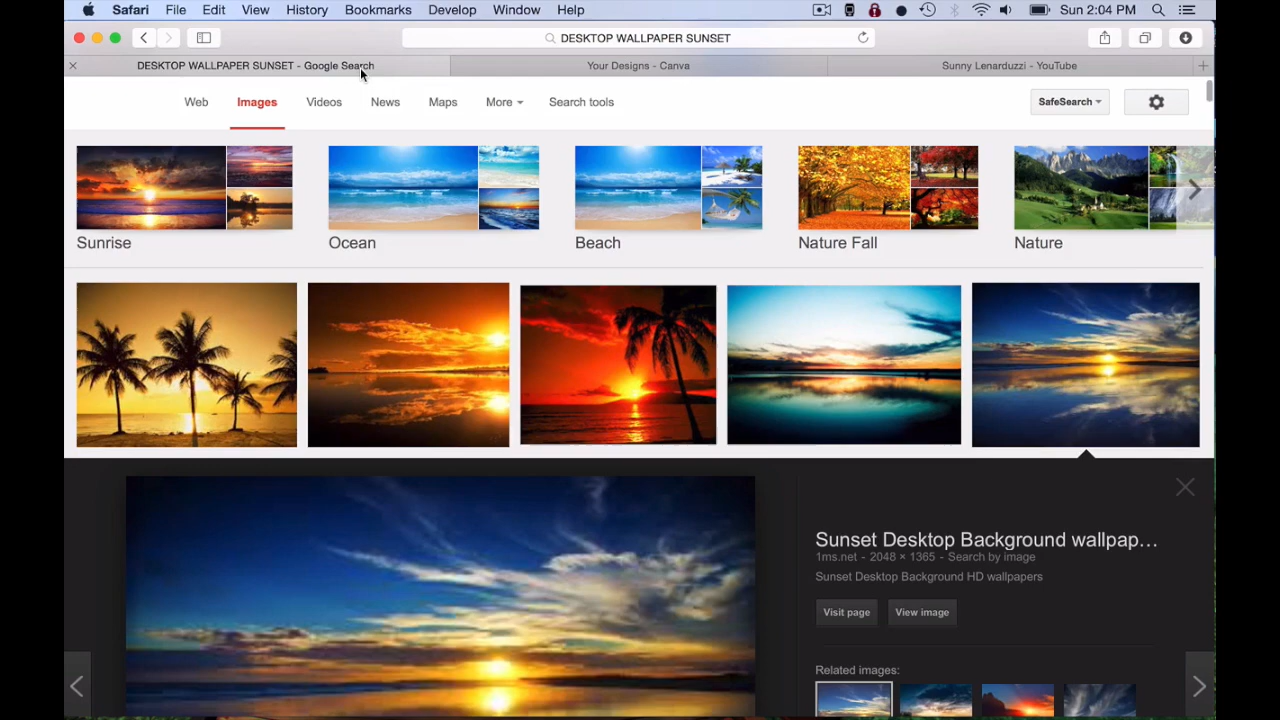 Safari File Edit View History Bookmarks Develop Window Help Sun 2:04 PM
DESKTOP WALLPAPER SUNSET
DESKTOP WALLPAPER SUNSET - Google Search Your Designs - Canva Sunny Lenarduzzi - YouTube
Web Images Videos News Maps More Search tools SafeSearch
Sunrise Ocean Beach Nature Fall Nature
Sunset Desktop Background wallpap...
1ms.net - 2048 × 1365 - Search by image
Sunset Desktop Background HD wallpapers
Visit page View image
Related images: